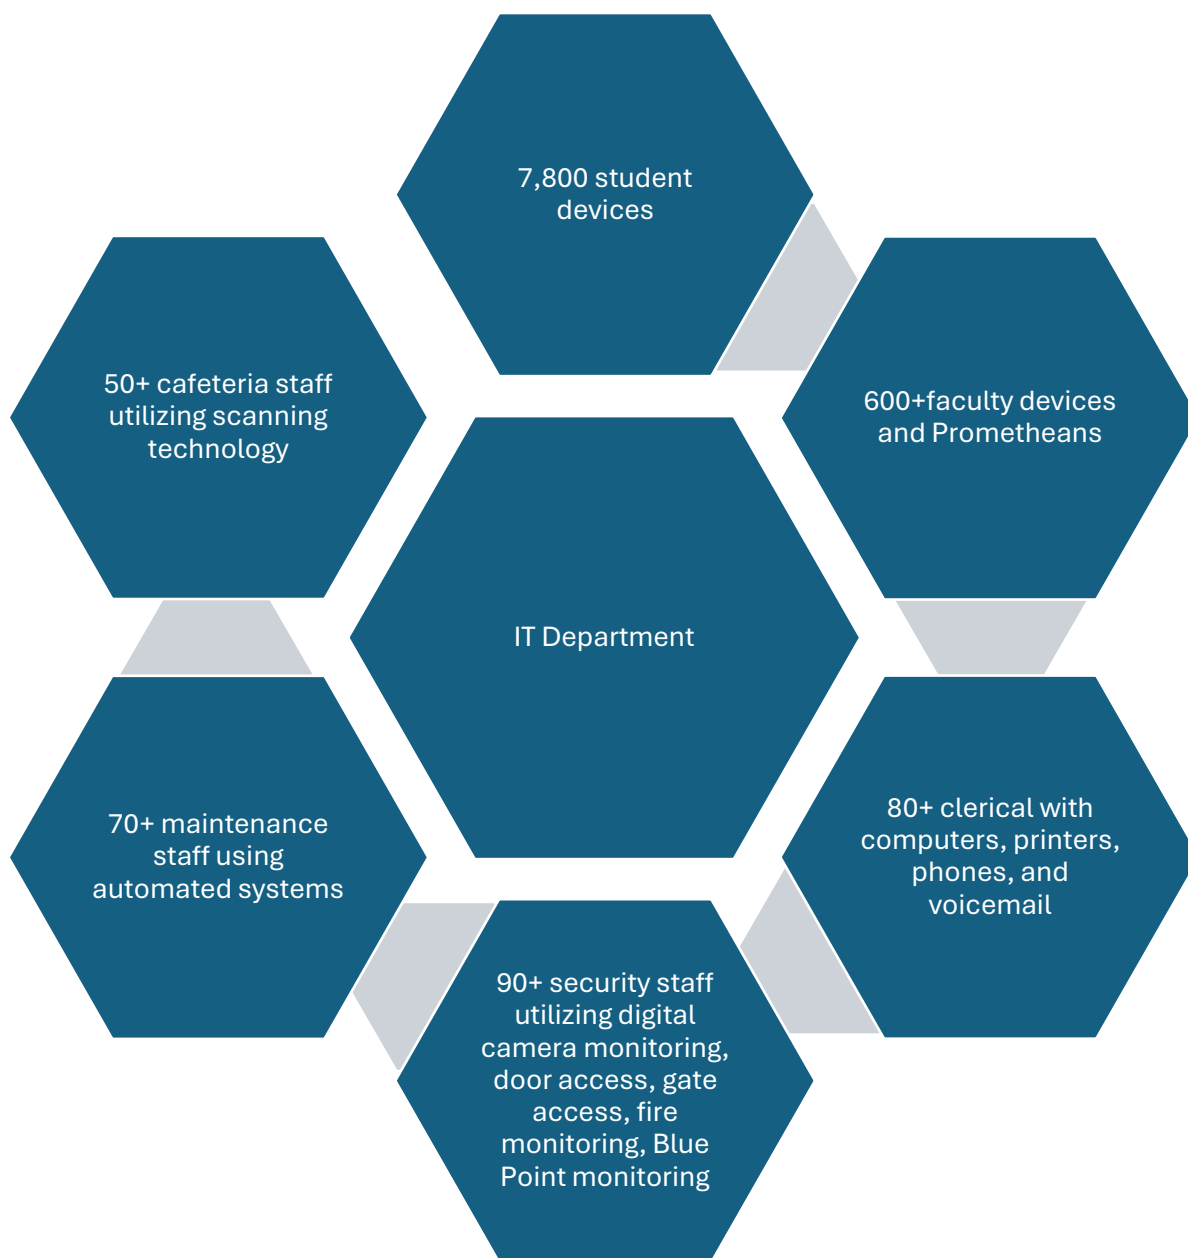 7,800 student
devices
600+faculty devices
and Prometheans
80+ clerical with
computers, printers,
phones, and
voicemail
90+ security staff
utilizing digital
camera monitoring,
door access, gate
access, fire
monitoring, Blue
Point monitoring
70+ maintenance
staff using
automated systems
50+ cafeteria staff
utilizing scanning
technology
IT Department